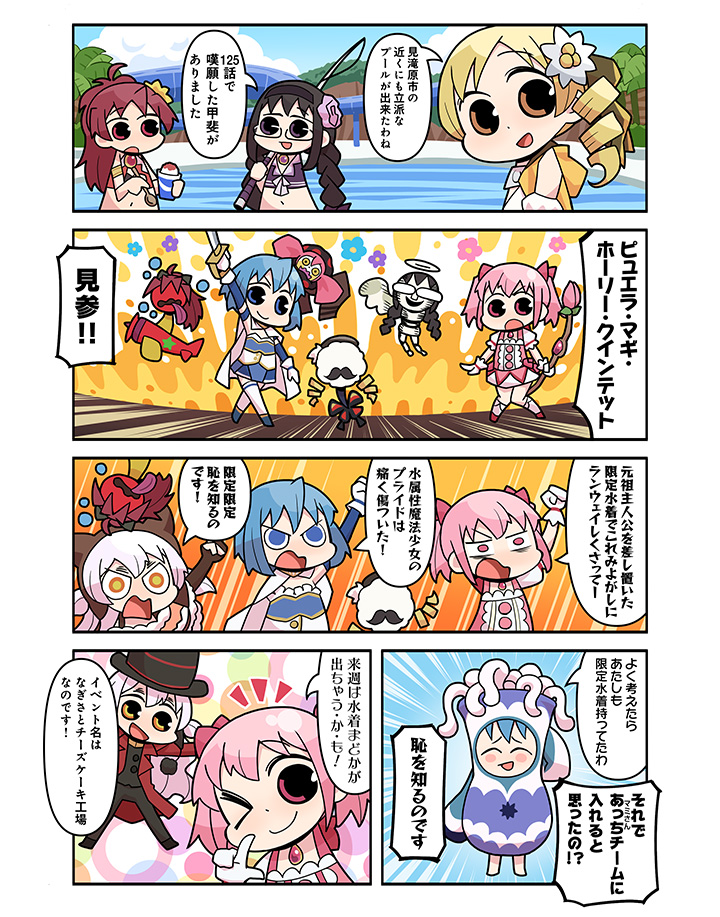 見滝原市の
近くにも立派な
プールが出来たわね
125話で
嘆願した甲斐が
ありました
ピュエラ・マギ・
ホーリー・クインテット
見参!!
元祖主人公を差し置いた
限定水着でこれみよがしに
ランウェイしくさってー
水属性魔法少女の
プライドは
痛く傷ついた!
限定限定
恥を知るの
です!
よく考えたら
あたしも
限定水着持ってたわ
それで
あっちチームに
マミさん
入れると
思ったの!?
恥を知るのです
来週は水着まどかが
出ちゃう・か・も!
イベント名は
なぎさとチーズケーキ工場
なのです!